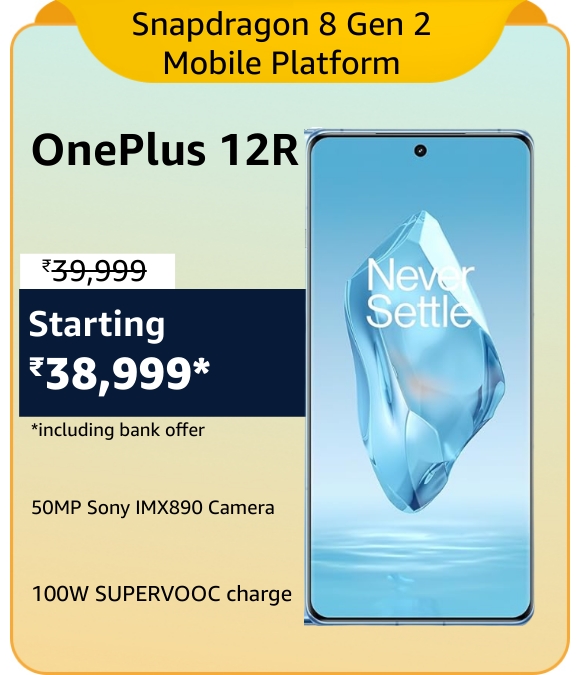 Snapdragon 8 Gen 2
Mobile Platform
OnePlus 12R
₹39,999
Starting
₹38,999*
*including bank offer
50MP Sony IMX890 Camera
100W SUPERVOOC charge
Never
Settle